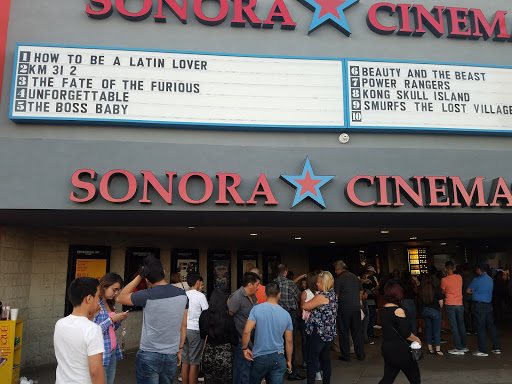 SONORA CINEMA
1 HOW TO BE A LATIN LOVER
2 KM 31 2
3 THE FATE OF THE FURIOUS
4 UNFORGETTABLE
5 THE BOSS BABY
6 BEAUTY AND THE BEAST
7 POWER RANGERS
8 KONG SKULL ISLAND
9 SMURFS THE LOST VILLAGE
10
SONORA CINEMA